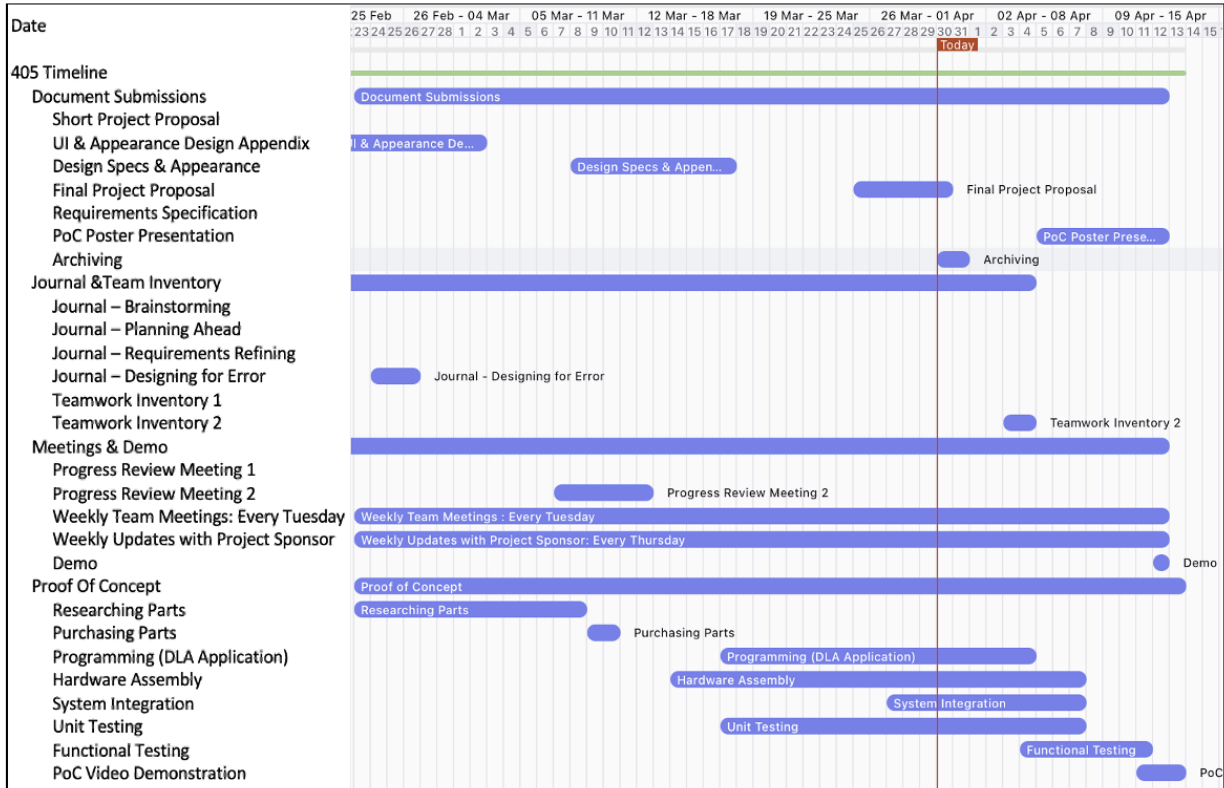 25 Feb 26 Feb - 04 Mar 05 Mar - 11 Mar 12 Mar - 18 Mar 19 Mar - 25 Mar 26 Mar - 01 Apr 02 Apr - 08 Apr 09 Apr - 15 Apr
Date
23 24 25 26 27 28 1 2 3 4 5 6 7 8 9 10 11 12 13 14 15 16 17 18 19 20 21 22 23 24 25 26 27 28 29 30 31 1 2 3 4 5 6 7 8 9 10 11 12 13 14 15
Today
405 Timeline
Document Submissions Document Submissions
Short Project Proposal
UI & Appearance Design Appendix UI & Appearance De...
Design Specs & Appearance Design Specs & Appen...
Final Project Proposal Final Project Proposal
Requirements Specification
PoC Poster Presentation PoC Poster Prese...
Archiving Archiving
Journal &Team Inventory
Journal – Brainstorming
Journal – Planning Ahead
Journal – Requirements Refining
Journal – Designing for Error Journal - Designing for Error
Teamwork Inventory 1
Teamwork Inventory 2 Teamwork Inventory 2
Meetings & Demo
Progress Review Meeting 1
Progress Review Meeting 2 Progress Review Meeting 2
Weekly Team Meetings: Every Tuesday Weekly Team Meetings : Every Tuesday
Weekly Updates with Project Sponsor Weekly Updates with Project Sponsor: Every Thursday
Demo Demo
Proof Of Concept Proof of Concept
Researching Parts Researching Parts
Purchasing Parts Purchasing Parts
Programming (DLA Application) Programming (DLA Application)
Hardware Assembly Hardware Assembly
System Integration System Integration
Unit Testing Unit Testing
Functional Testing Functional Testing
PoC Video Demonstration PoC